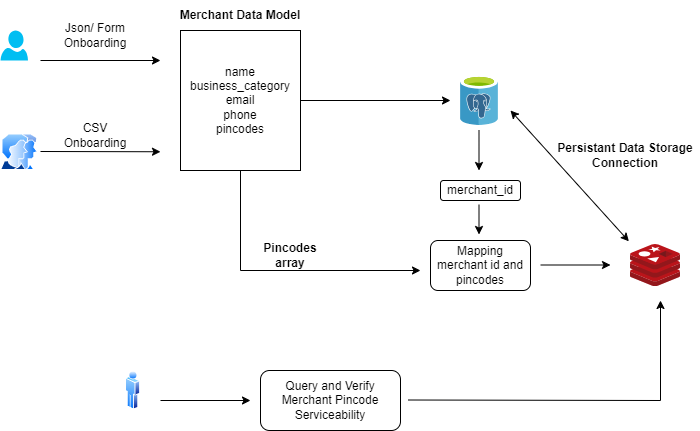 Merchant Data Model
Json/ Form
Onboarding
name
business_category
email
phone
pincodes
CSV
Onboarding
Persistant Data Storage
Connection
merchant_id
Pincodes
array
Mapping
merchant id and
pincodes
Query and Verify
Merchant Pincode
Serviceability